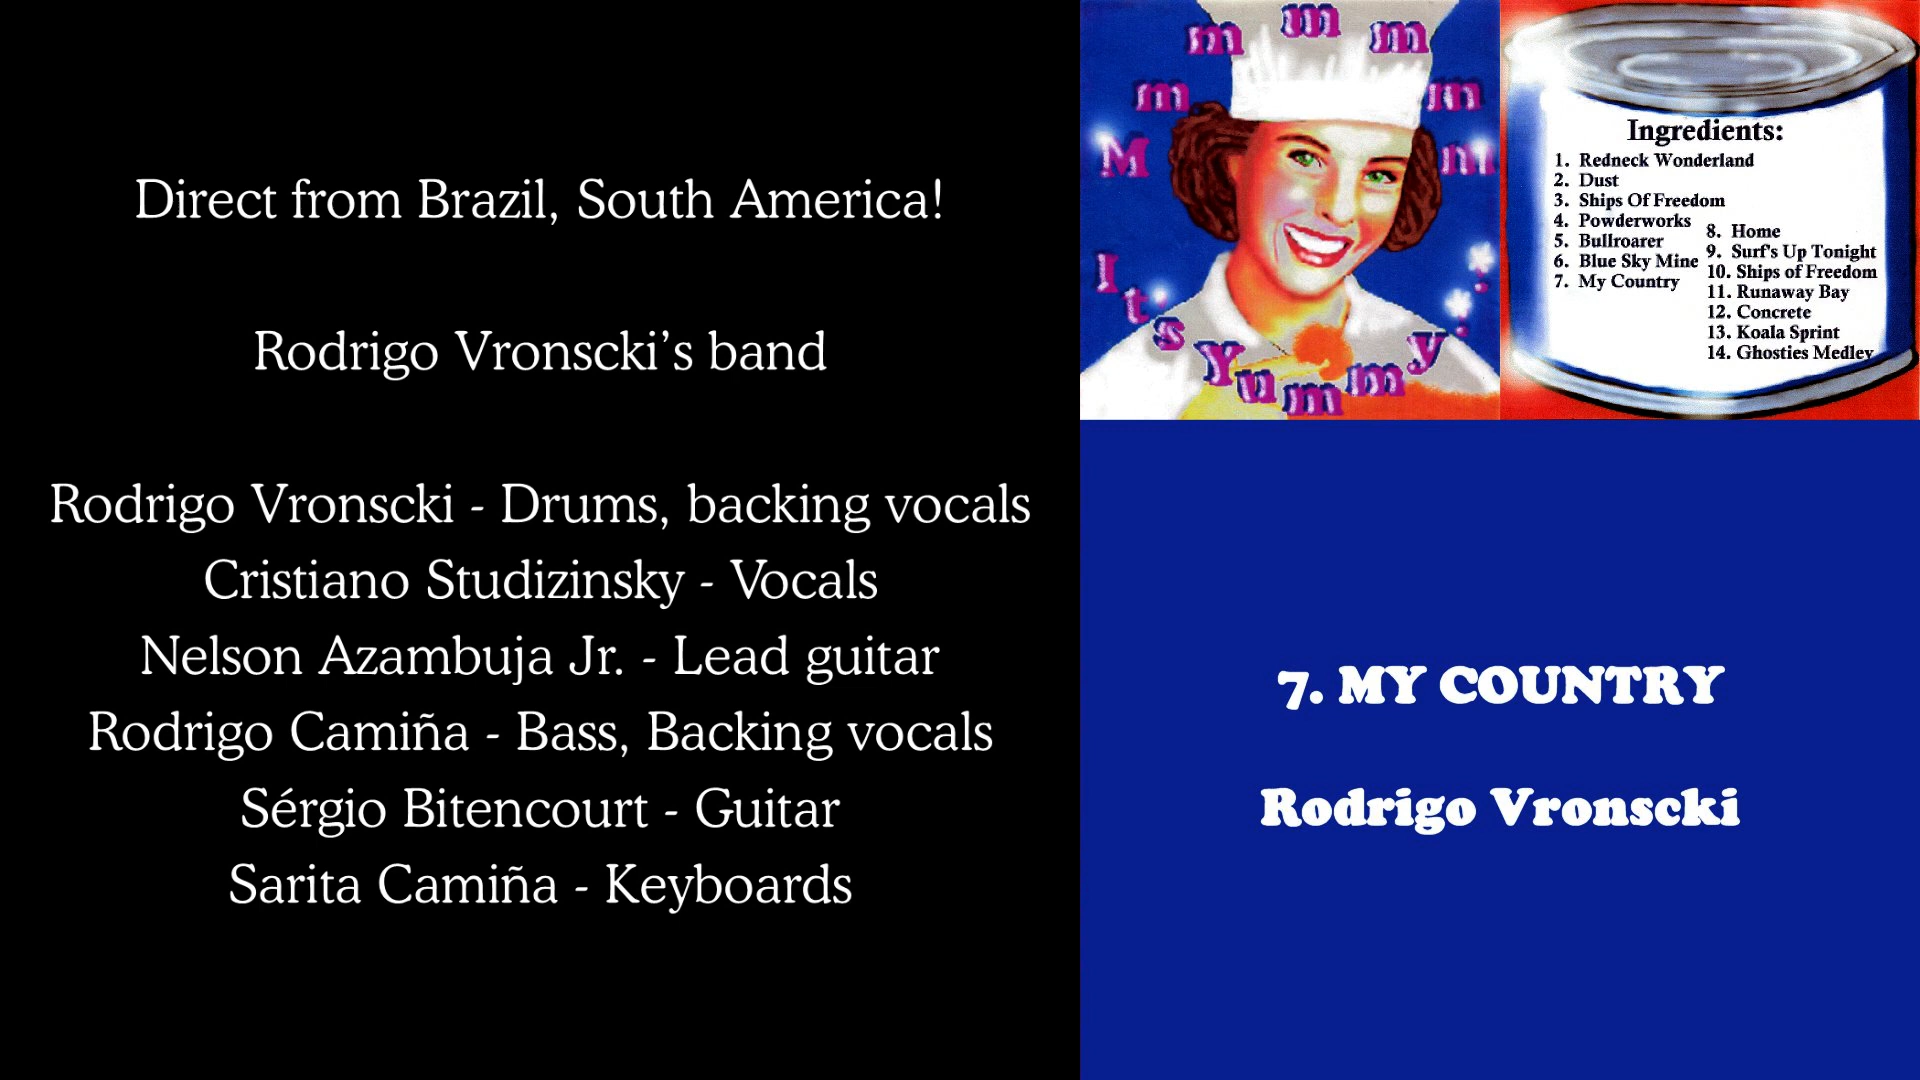 Direct from Brazil, South America!
Rodrigo Vronscki’s band
Rodrigo Vronscki - Drums, backing vocals
Cristiano Studizinsky - Vocals
Nelson Azambuja Jr. - Lead guitar
Rodrigo Camiña - Bass, Backing vocals
Sérgio Bitencourt - Guitar
Sarita Camiña - Keyboards
M m m m m m m
It's Yummy!
Ingredients:
1. Redneck Wonderland
2. Dust
3. Ships Of Freedom
4. Powderworks
5. Bullroarer
6. Blue Sky Mine
7. My Country
8. Home
9. Surf's Up Tonight
10. Ships of Freedom
11. Runaway Bay
12. Concrete
13. Koala Sprint
14. Ghosties Medley
7. MY COUNTRY
Rodrigo Vronscki